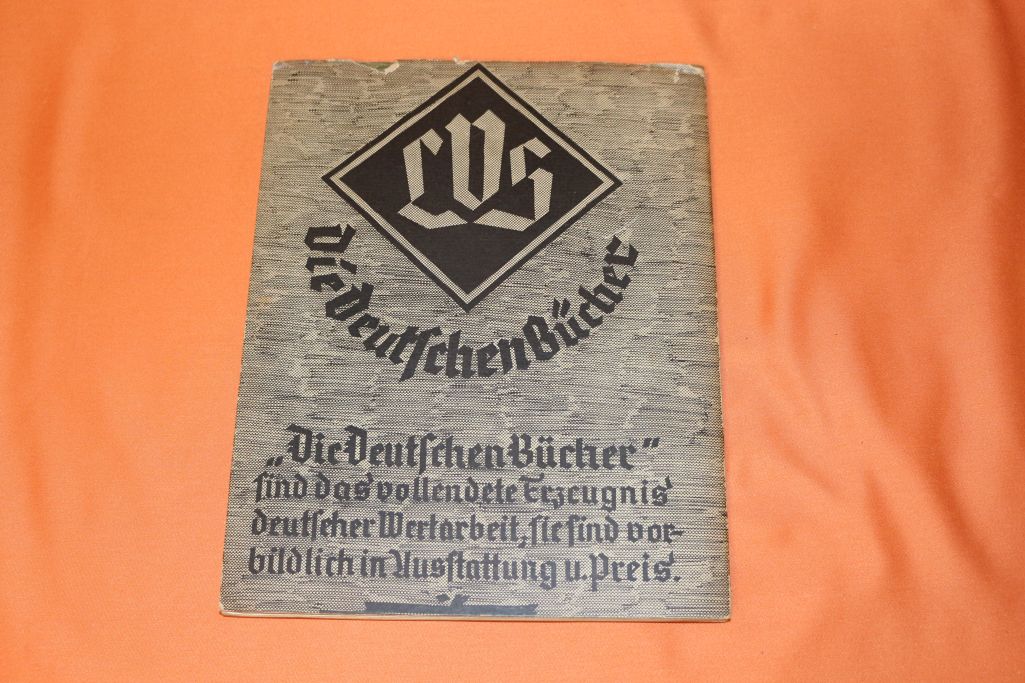 LVS
Die Deutschen Bücher
„Die Deutschen Bücher“
sind das vollendete Erzeugnis
deutscher Wertarbeit, sie sind vor-
bildlich in Ausstattung u. Preis.